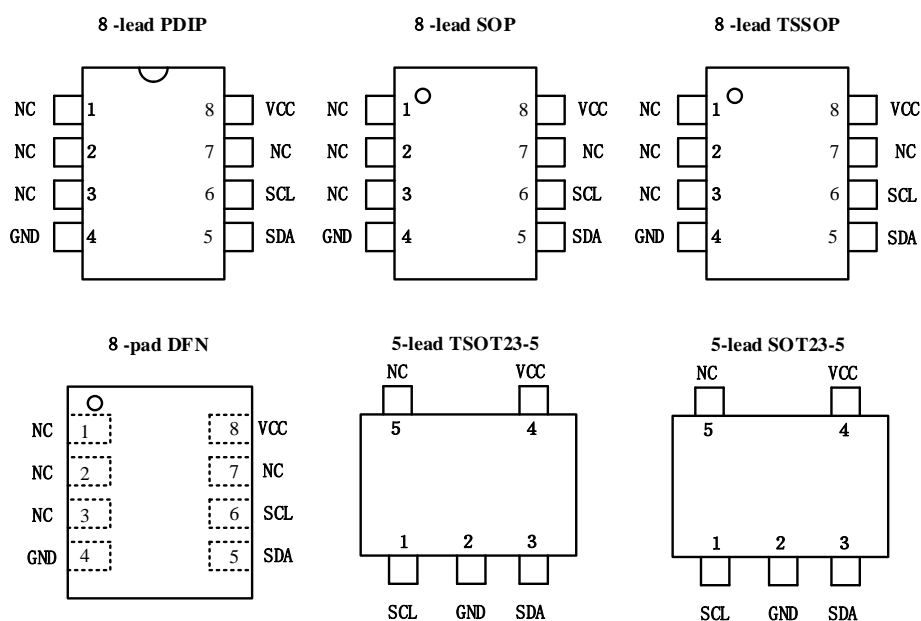 8 -lead PDIP
8 -lead SOP
8 -lead TSSOP
NC 1 8 VCC
NC 2 7 NC
NC 3 6 SCL
GND 4 5 SDA
NC 1 8 VCC
NC 2 7 NC
NC 3 6 SCL
GND 4 5 SDA
NC 1 8 VCC
NC 2 7 NC
NC 3 6 SCL
GND 4 5 SDA
8 -pad DFN
5-lead TSOT23-5
5-lead SOT23-5
NC 1 8 VCC
NC 2 7 NC
NC 3 6 SCL
GND 4 5 SDA
NC VCC
5 4
1 2 3
SCL GND SDA
NC VCC
5 4
1 2 3
SCL GND SDA